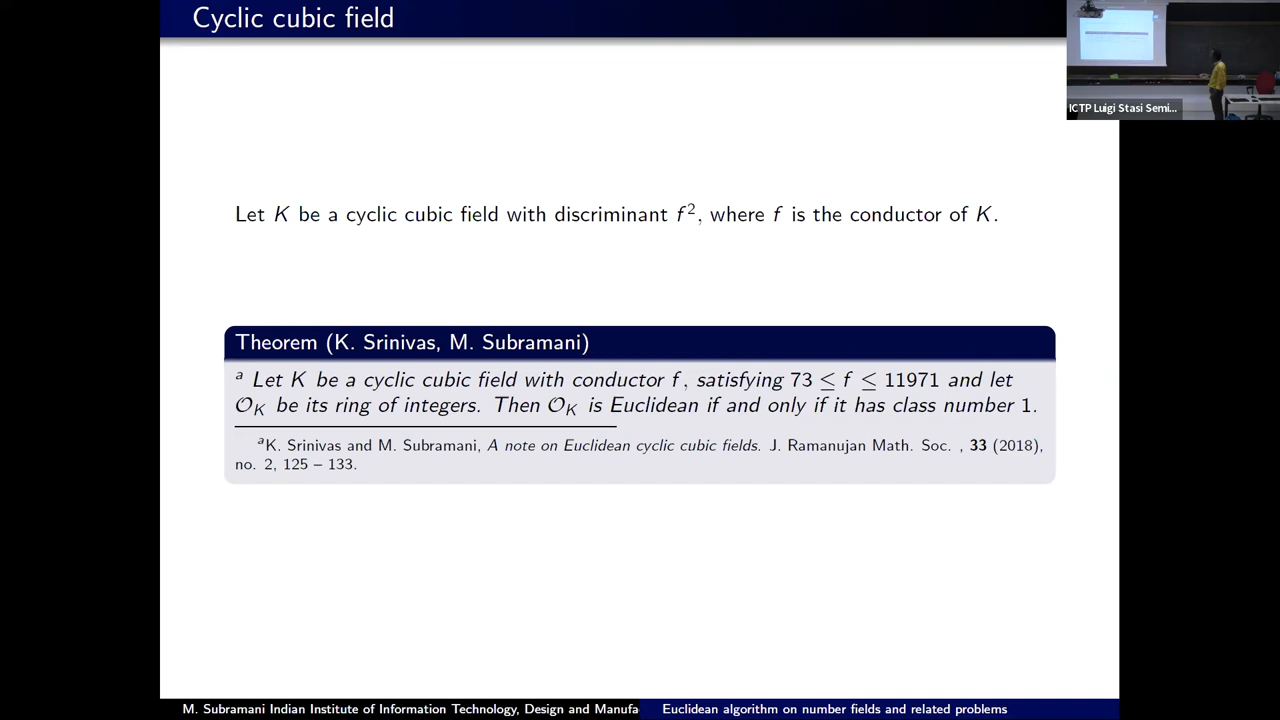 Cyclic cubic field
ICTP Luigi Stasi Semi...
Let K be a cyclic cubic field with discriminant f², where f is the conductor of K.
Theorem (K. Srinivas, M. Subramani)
ᵃ Let K be a cyclic cubic field with conductor f, satisfying 73 ≤ f ≤ 11971 and let
𝒪_K be its ring of integers. Then 𝒪_K is Euclidean if and only if it has class number 1.
ᵃK. Srinivas and M. Subramani, A note on Euclidean cyclic cubic fields. J. Ramanujan Math. Soc. , 33 (2018),
no. 2, 125 – 133.
M. Subramani Indian Institute of Information Technology, Design and Manufa
Euclidean algorithm on number fields and related problems